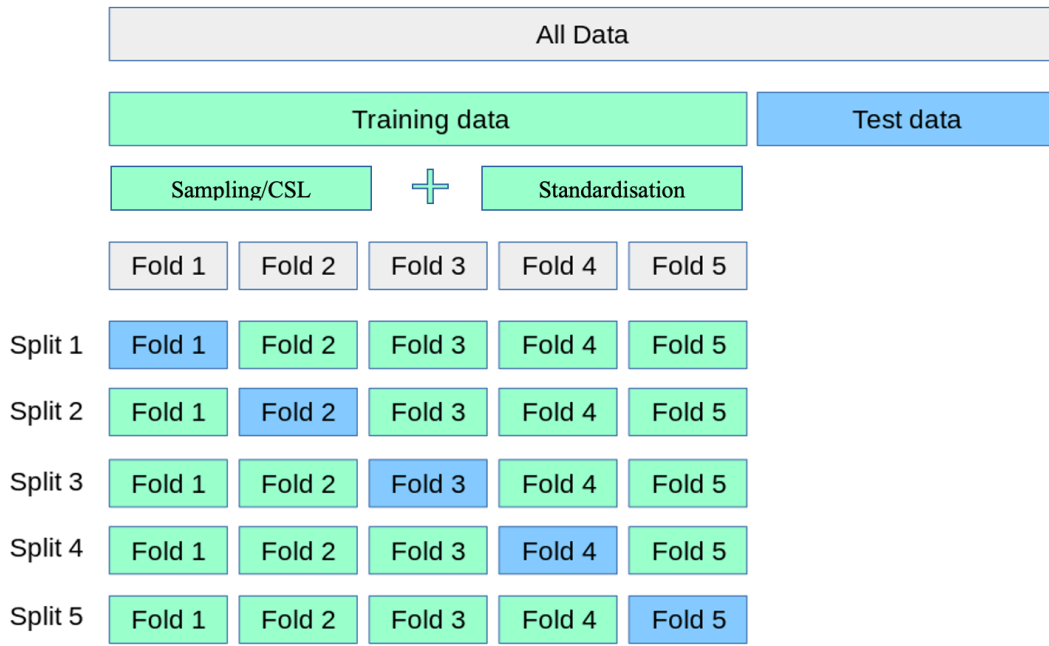 All Data
Training data Test data
Sampling/CSL + Standardisation
Fold 1 Fold 2 Fold 3 Fold 4 Fold 5
Split 1 Fold 1 Fold 2 Fold 3 Fold 4 Fold 5
Split 2 Fold 1 Fold 2 Fold 3 Fold 4 Fold 5
Split 3 Fold 1 Fold 2 Fold 3 Fold 4 Fold 5
Split 4 Fold 1 Fold 2 Fold 3 Fold 4 Fold 5
Split 5 Fold 1 Fold 2 Fold 3 Fold 4 Fold 5